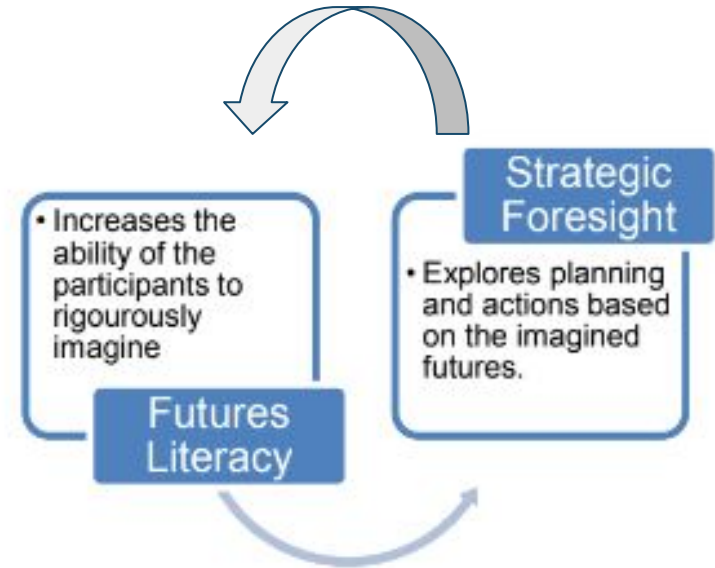 • Increases the
ability of the
participants to
rigourously
imagine
Futures
Literacy
Strategic
Foresight
• Explores planning
and actions based
on the imagined
futures.